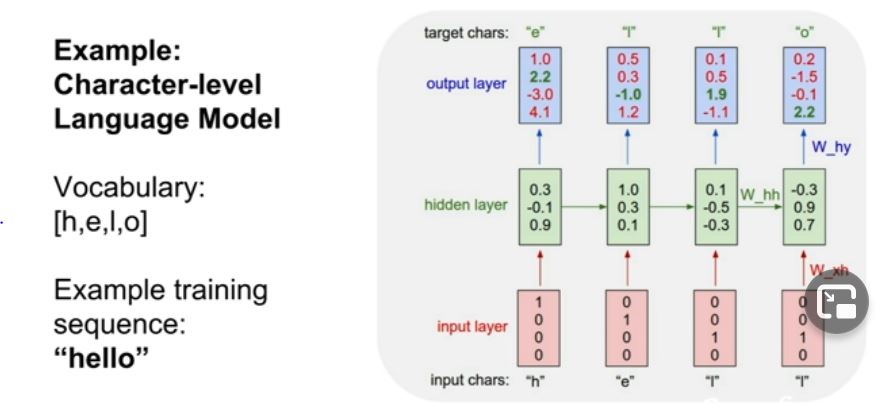 Example:
Character-level
Language Model
Vocabulary:
[h,e,l,o]
Example training
sequence:
“hello”
target chars: “e” “l” “l” “o”
output layer
1.0 0.5 0.1 0.2
2.2 0.3 0.5 -1.5
-3.0 -1.0 1.9 -0.1
4.1 1.2 -1.1 2.2
W_hy
hidden layer
0.3 1.0 0.1 W_hh -0.3
-0.1 0.3 -0.5 0.9
0.9 0.1 -0.3 0.7
W_xh
input layer
1 0 0 0
0 1 0 0
0 0 1 1
0 0 0 0
input chars: “h” “e” “l” “l”